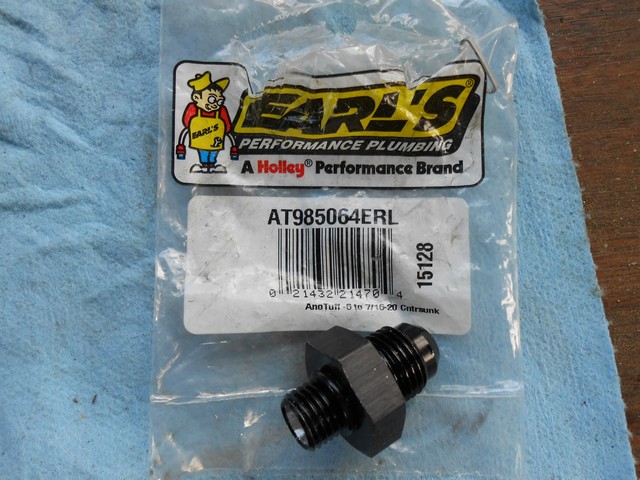 EARL'S
EARL'S®
PERFORMANCE PLUMBING
A Holley® Performance Brand
AT985064ERL
15128
0 21432 21470 4
AnoTuff -6 to 7/16-20 Cntrsunk